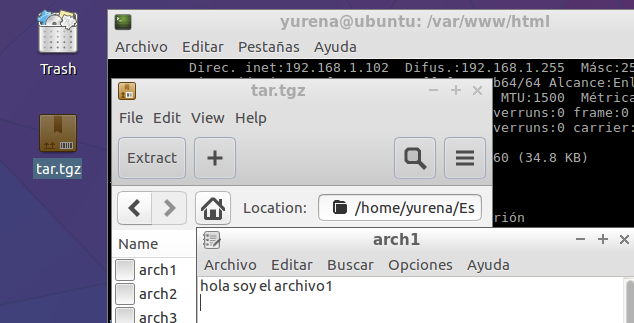 Trash
tar.tgz
yurena@ubuntu: /var/www/html
Archivo Editar Pestañas Ayuda
Direc. inet:192.168.1.102 Difus.:192.168.1.255 Másc:25
b64/64 Alcance:Enl
MTU:1500 Métrica
verruns:0 frame:0
verruns:0 carrier:
60 (34.8 KB)
rión
tar.tgz
File Edit View Help
Extract
Location: /home/yurena/Es
Name
arch1
arch2
arch3
arch1
Archivo Editar Buscar Opciones Ayuda
hola soy el archivo1